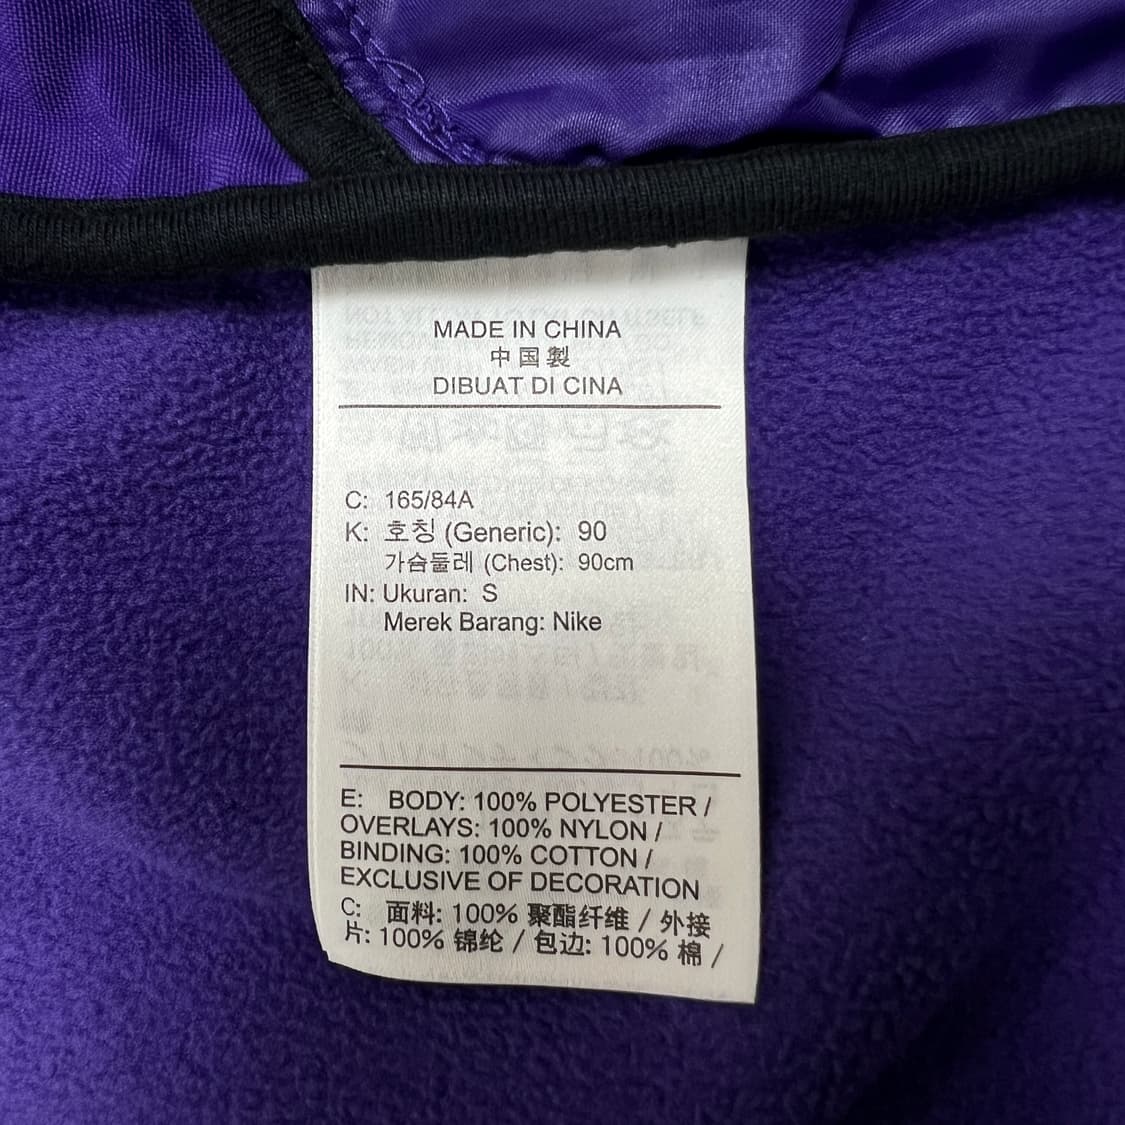 MADE IN CHINA
中国製
DIBUAT DI CINA
C: 165/84A
K: 호칭 (Generic): 90
가슴둘레 (Chest): 90cm
IN: Ukuran: S
Merek Barang: Nike
E: BODY: 100% POLYESTER /
OVERLAYS: 100% NYLON /
BINDING: 100% COTTON /
EXCLUSIVE OF DECORATION
C: 面料: 100% 聚酯纤维 / 外接
片: 100% 锦纶 / 包边: 100% 棉 /